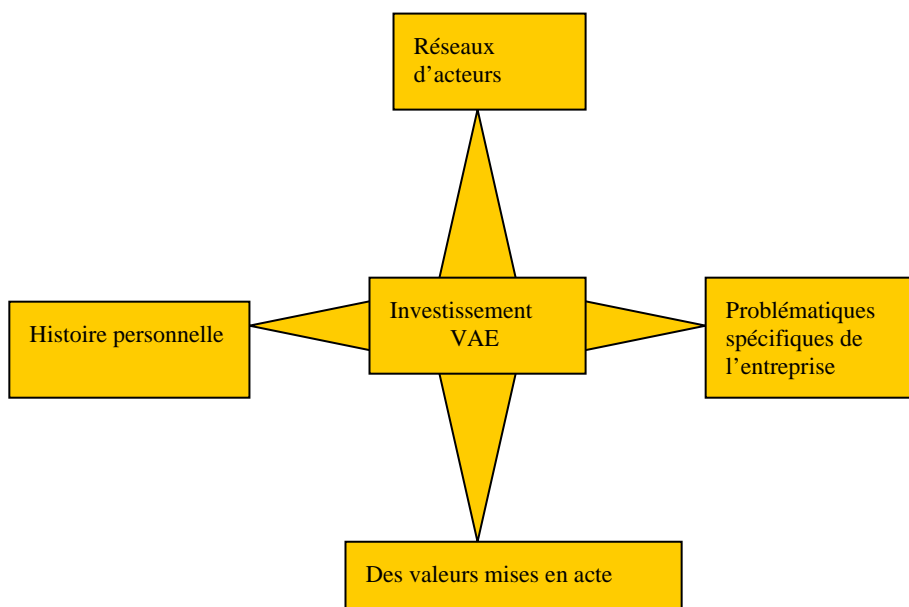 Réseaux
d’acteurs
Investissement
VAE
Histoire personnelle
Problématiques
spécifiques de
l’entreprise
Des valeurs mises en acte